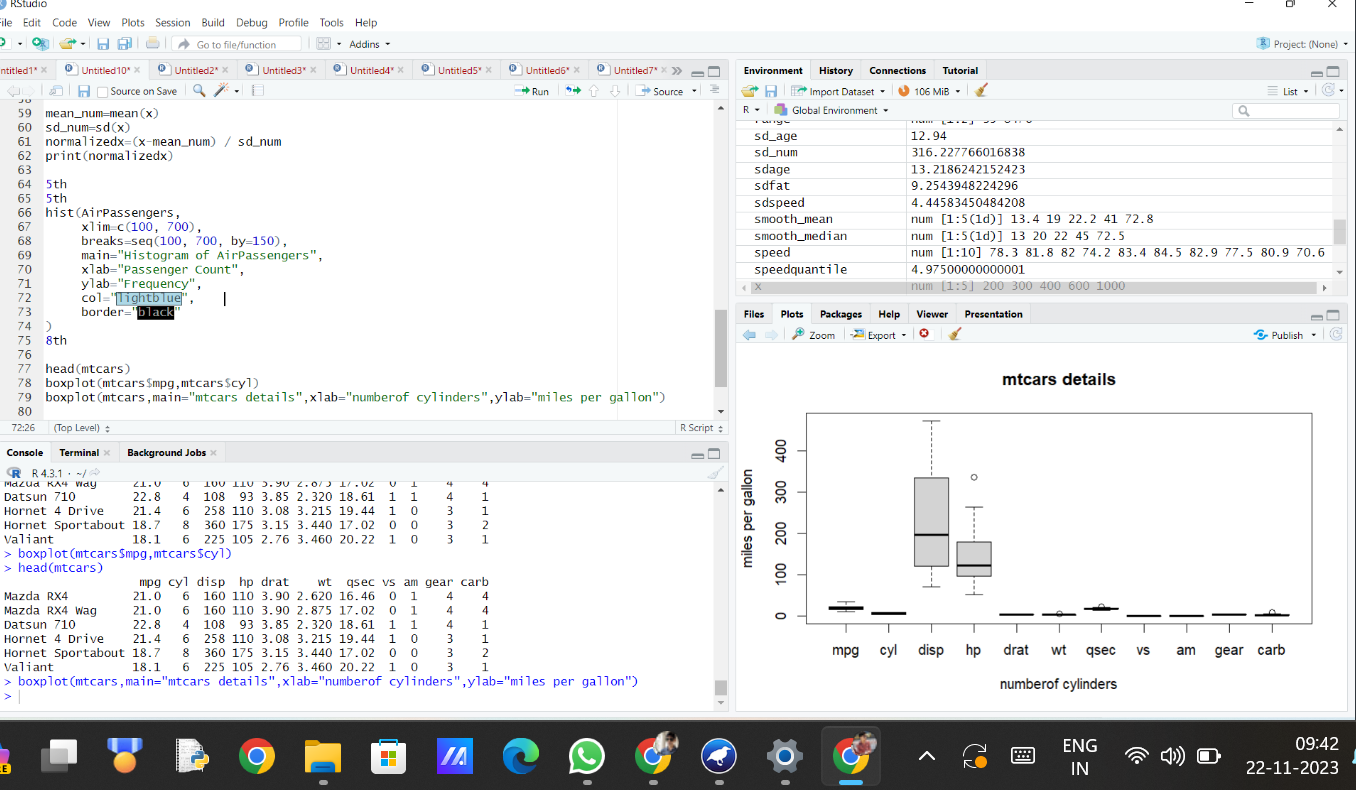 RStudio
File Edit Code View Plots Session Build Debug Profile Tools Help
Go to file/function Addins Project: (None)
ntitled1* Untitled10* Untitled2* Untitled3* Untitled4* Untitled5* Untitled6* Untitled7*
Source on Save Run Source
58
59 mean_num=mean(x)
60 sd_num=sd(x)
61 normalizedx=(x-mean_num) / sd_num
62 print(normalizedx)
63
64 5th
65 5th
66 hist(AirPassengers,
67 xlim=c(100, 700),
68 breaks=seq(100, 700, by=150),
69 main="Histogram of AirPassengers",
70 xlab="Passenger Count",
71 ylab="Frequency",
72 col="lightblue",
73 border="black"
74 )
75 8th
76
77 head(mtcars)
78 boxplot(mtcars$mpg,mtcars$cyl)
79 boxplot(mtcars,main="mtcars details",xlab="numberof cylinders",ylab="miles per gallon")
80
72:26 (Top Level) R Script
Console Terminal Background Jobs
R 4.3.1 · ~/
Mazda RX4 Wag 21.0 6 160 110 3.90 2.875 17.02 0 1 4 4
Datsun 710 22.8 4 108 93 3.85 2.320 18.61 1 1 4 1
Hornet 4 Drive 21.4 6 258 110 3.08 3.215 19.44 1 0 3 1
Hornet Sportabout 18.7 8 360 175 3.15 3.440 17.02 0 0 3 2
Valiant 18.1 6 225 105 2.76 3.460 20.22 1 0 3 1
> boxplot(mtcars$mpg,mtcars$cyl)
> head(mtcars)
mpg cyl disp hp drat wt qsec vs am gear carb
Mazda RX4 21.0 6 160 110 3.90 2.620 16.46 0 1 4 4
Mazda RX4 Wag 21.0 6 160 110 3.90 2.875 17.02 0 1 4 4
Datsun 710 22.8 4 108 93 3.85 2.320 18.61 1 1 4 1
Hornet 4 Drive 21.4 6 258 110 3.08 3.215 19.44 1 0 3 1
Hornet Sportabout 18.7 8 360 175 3.15 3.440 17.02 0 0 3 2
Valiant 18.1 6 225 105 2.76 3.460 20.22 1 0 3 1
> boxplot(mtcars,main="mtcars details",xlab="numberof cylinders",ylab="miles per gallon")
>
Environment History Connections Tutorial
Import Dataset 106 MiB List
R Global Environment
range
sd_age 12.94
sd_num 316.227766016838
sdage 13.2186242152423
sdfat 9.2543948224296
sdspeed 4.44583450484208
smooth_mean num [1:5(1d)] 13.4 19 22.2 41 72.8
smooth_median num [1:5(1d)] 13 20 22 45 72.5
speed num [1:10] 78.3 81.8 82 74.2 83.4 84.5 82.9 77.5 80.9 70.6
speedquantile 4.97500000000001
x num [1:5] 200 300 400 600 1000
Files Plots Packages Help Viewer Presentation
Zoom Export Publish
mtcars details
miles per gallon
400
300
200
100
0
mpg cyl disp hp drat wt qsec vs am gear carb
numberof cylinders
ENG
IN
09:42
22-11-2023